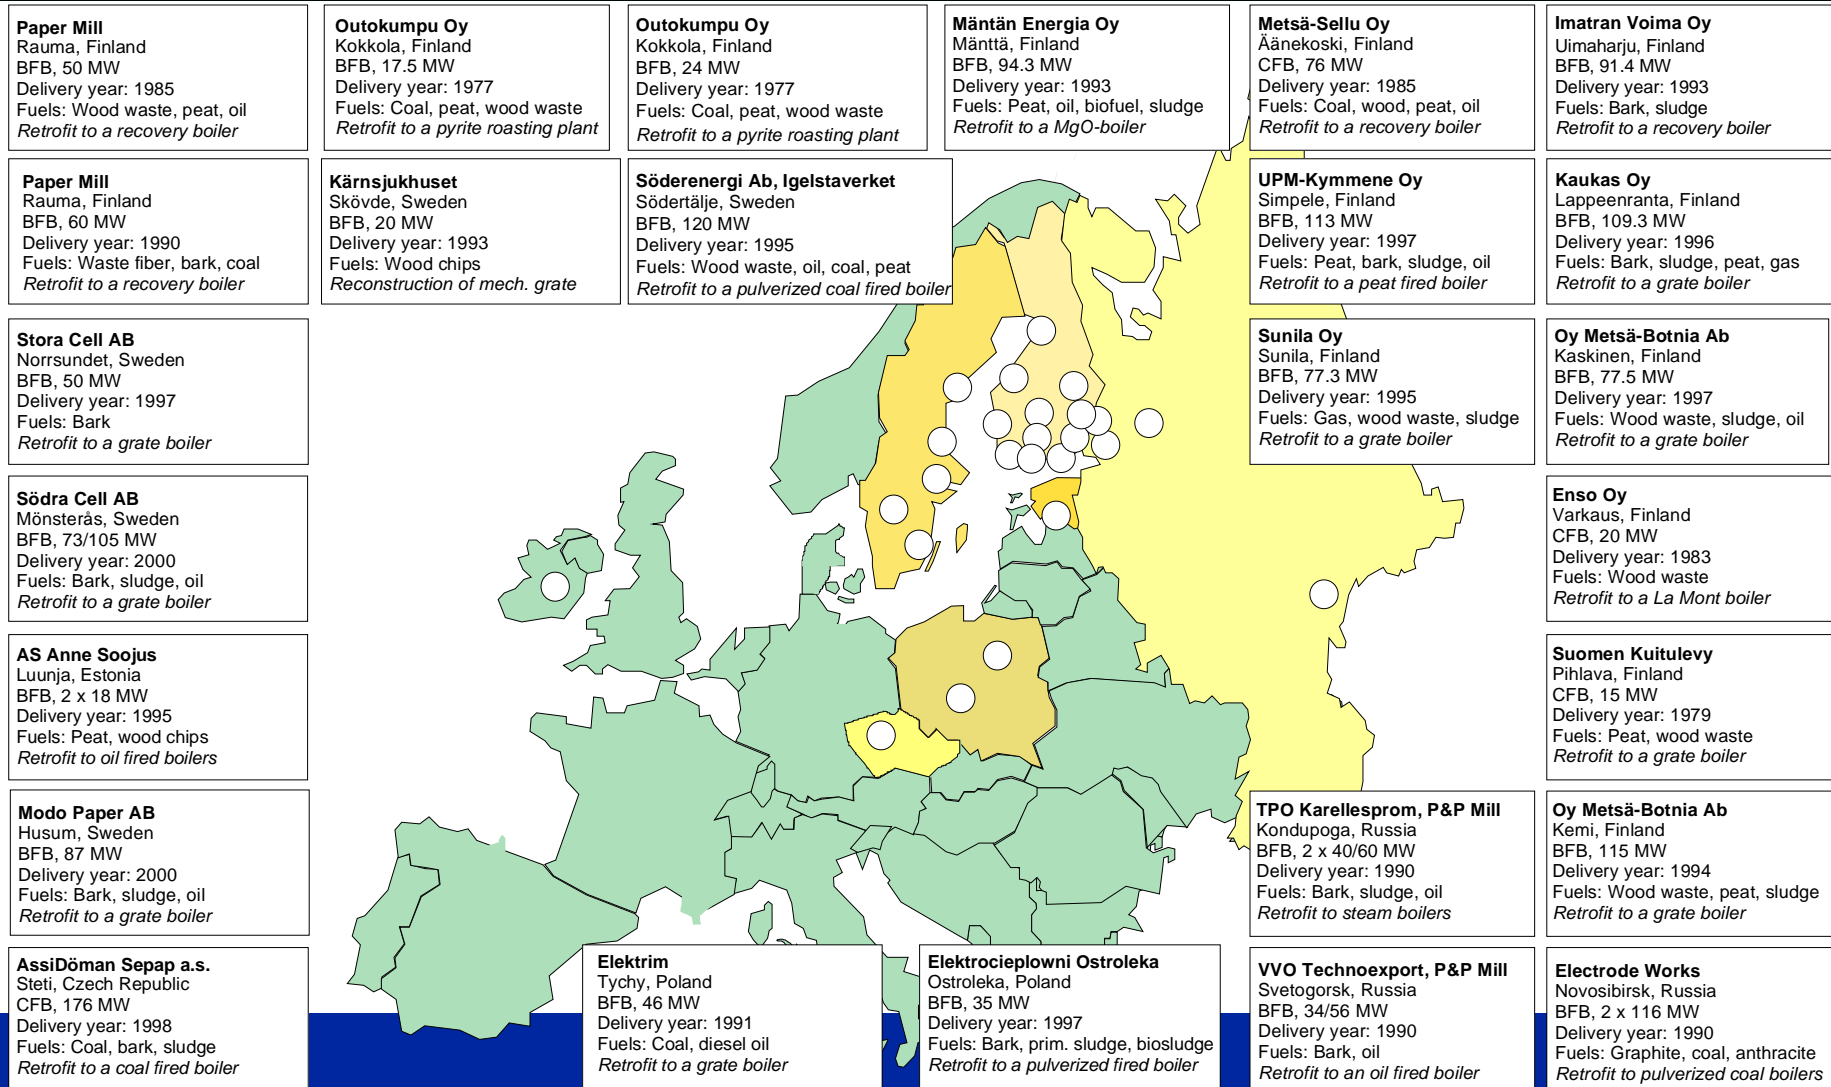 Paper Mill
Rauma, Finland
BFB, 50 MW
Delivery year: 1985
Fuels: Wood waste, peat, oil
Retrofit to a recovery boiler
Outokumpu Oy
Kokkola, Finland
BFB, 17.5 MW
Delivery year: 1977
Fuels: Coal, peat, wood waste
Retrofit to a pyrite roasting plant
Outokumpu Oy
Kokkola, Finland
BFB, 24 MW
Delivery year: 1977
Fuels: Coal, peat, wood waste
Retrofit to a pyrite roasting plant
Mäntän Energia Oy
Mänttä, Finland
BFB, 94.3 MW
Delivery year: 1993
Fuels: Peat, oil, biofuel, sludge
Retrofit to a MgO-boiler
Metsä-Sellu Oy
Äänekoski, Finland
CFB, 76 MW
Delivery year: 1985
Fuels: Coal, wood, peat, oil
Retrofit to a recovery boiler
Imatran Voima Oy
Uimaharju, Finland
BFB, 91.4 MW
Delivery year: 1993
Fuels: Bark, sludge
Retrofit to a recovery boiler
Paper Mill
Rauma, Finland
BFB, 60 MW
Delivery year: 1990
Fuels: Waste fiber, bark, coal
Retrofit to a recovery boiler
Kärnsjukhuset
Skövde, Sweden
BFB, 20 MW
Delivery year: 1993
Fuels: Wood chips
Reconstruction of mech. grate
Söderenergi Ab, Igelstaverket
Södertälje, Sweden
BFB, 120 MW
Delivery year: 1995
Fuels: Wood waste, oil, coal, peat
Retrofit to a pulverized coal fired boiler
UPM-Kymmene Oy
Simpele, Finland
BFB, 113 MW
Delivery year: 1997
Fuels: Peat, bark, sludge, oil
Retrofit to a peat fired boiler
Kaukas Oy
Lappeenranta, Finland
BFB, 109.3 MW
Delivery year: 1996
Fuels: Bark, sludge, peat, gas
Retrofit to a grate boiler
Stora Cell AB
Norrsundet, Sweden
BFB, 50 MW
Delivery year: 1997
Fuels: Bark
Retrofit to a grate boiler
Sunila Oy
Sunila, Finland
BFB, 77.3 MW
Delivery year: 1995
Fuels: Gas, wood waste, sludge
Retrofit to a grate boiler
Oy Metsä-Botnia Ab
Kaskinen, Finland
BFB, 77.5 MW
Delivery year: 1997
Fuels: Wood waste, sludge, oil
Retrofit to a grate boiler
Södra Cell AB
Mönsterås, Sweden
BFB, 73/105 MW
Delivery year: 2000
Fuels: Bark, sludge, oil
Retrofit to a grate boiler
Enso Oy
Varkaus, Finland
CFB, 20 MW
Delivery year: 1983
Fuels: Wood waste
Retrofit to a La Mont boiler
AS Anne Soojus
Luunja, Estonia
BFB, 2 x 18 MW
Delivery year: 1995
Fuels: Peat, wood chips
Retrofit to oil fired boilers
Suomen Kuitulevy
Pihlava, Finland
CFB, 15 MW
Delivery year: 1979
Fuels: Peat, wood waste
Retrofit to a grate boiler
Modo Paper AB
Husum, Sweden
BFB, 87 MW
Delivery year: 2000
Fuels: Bark, sludge, oil
Retrofit to a grate boiler
TPO Karellesprom, P&P Mill
Kondupoga, Russia
BFB, 2 x 40/60 MW
Delivery year: 1990
Fuels: Bark, sludge, oil
Retrofit to steam boilers
Oy Metsä-Botnia Ab
Kemi, Finland
BFB, 115 MW
Delivery year: 1994
Fuels: Wood waste, peat, sludge
Retrofit to a grate boiler
AssiDöman Sepap a.s.
Steti, Czech Republic
CFB, 176 MW
Delivery year: 1998
Fuels: Coal, bark, sludge
Retrofit to a coal fired boiler
Elektrim
Tychy, Poland
BFB, 46 MW
Delivery year: 1991
Fuels: Coal, diesel oil
Retrofit to a grate boiler
Elektrocieplowni Ostroleka
Ostroleka, Poland
BFB, 35 MW
Delivery year: 1997
Fuels: Bark, prim. sludge, biosludge
Retrofit to a pulverized fired boiler
VVO Technoexport, P&P Mill
Svetogorsk, Russia
BFB, 34/56 MW
Delivery year: 1990
Fuels: Bark, oil
Retrofit to an oil fired boiler
Electrode Works
Novosibirsk, Russia
BFB, 2 x 116 MW
Delivery year: 1990
Fuels: Graphite, coal, anthracite
Retrofit to pulverized coal boilers